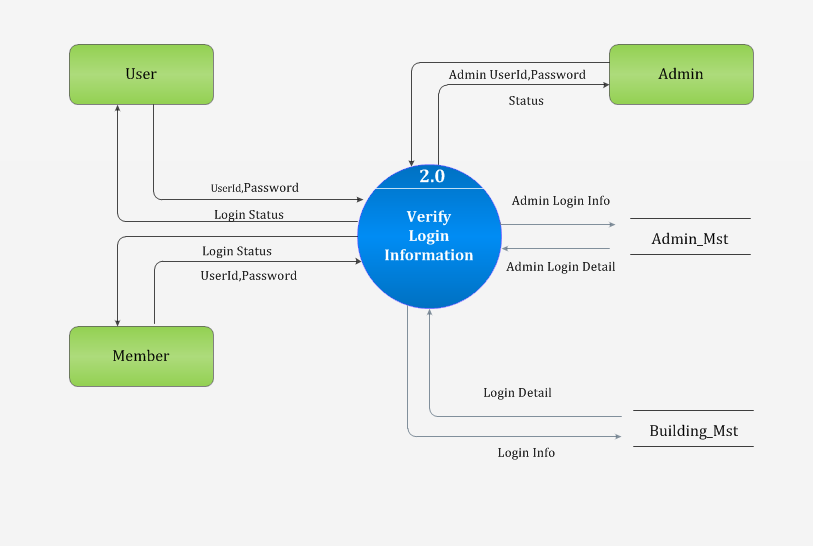 User
Admin UserId,Password
Admin
Status
2.0
UserId,Password
Login Status
Verify
Login
Information
Admin Login Info
Admin_Mst
Login Status
UserId,Password
Admin Login Detail
Member
Login Detail
Building_Mst
Login Info